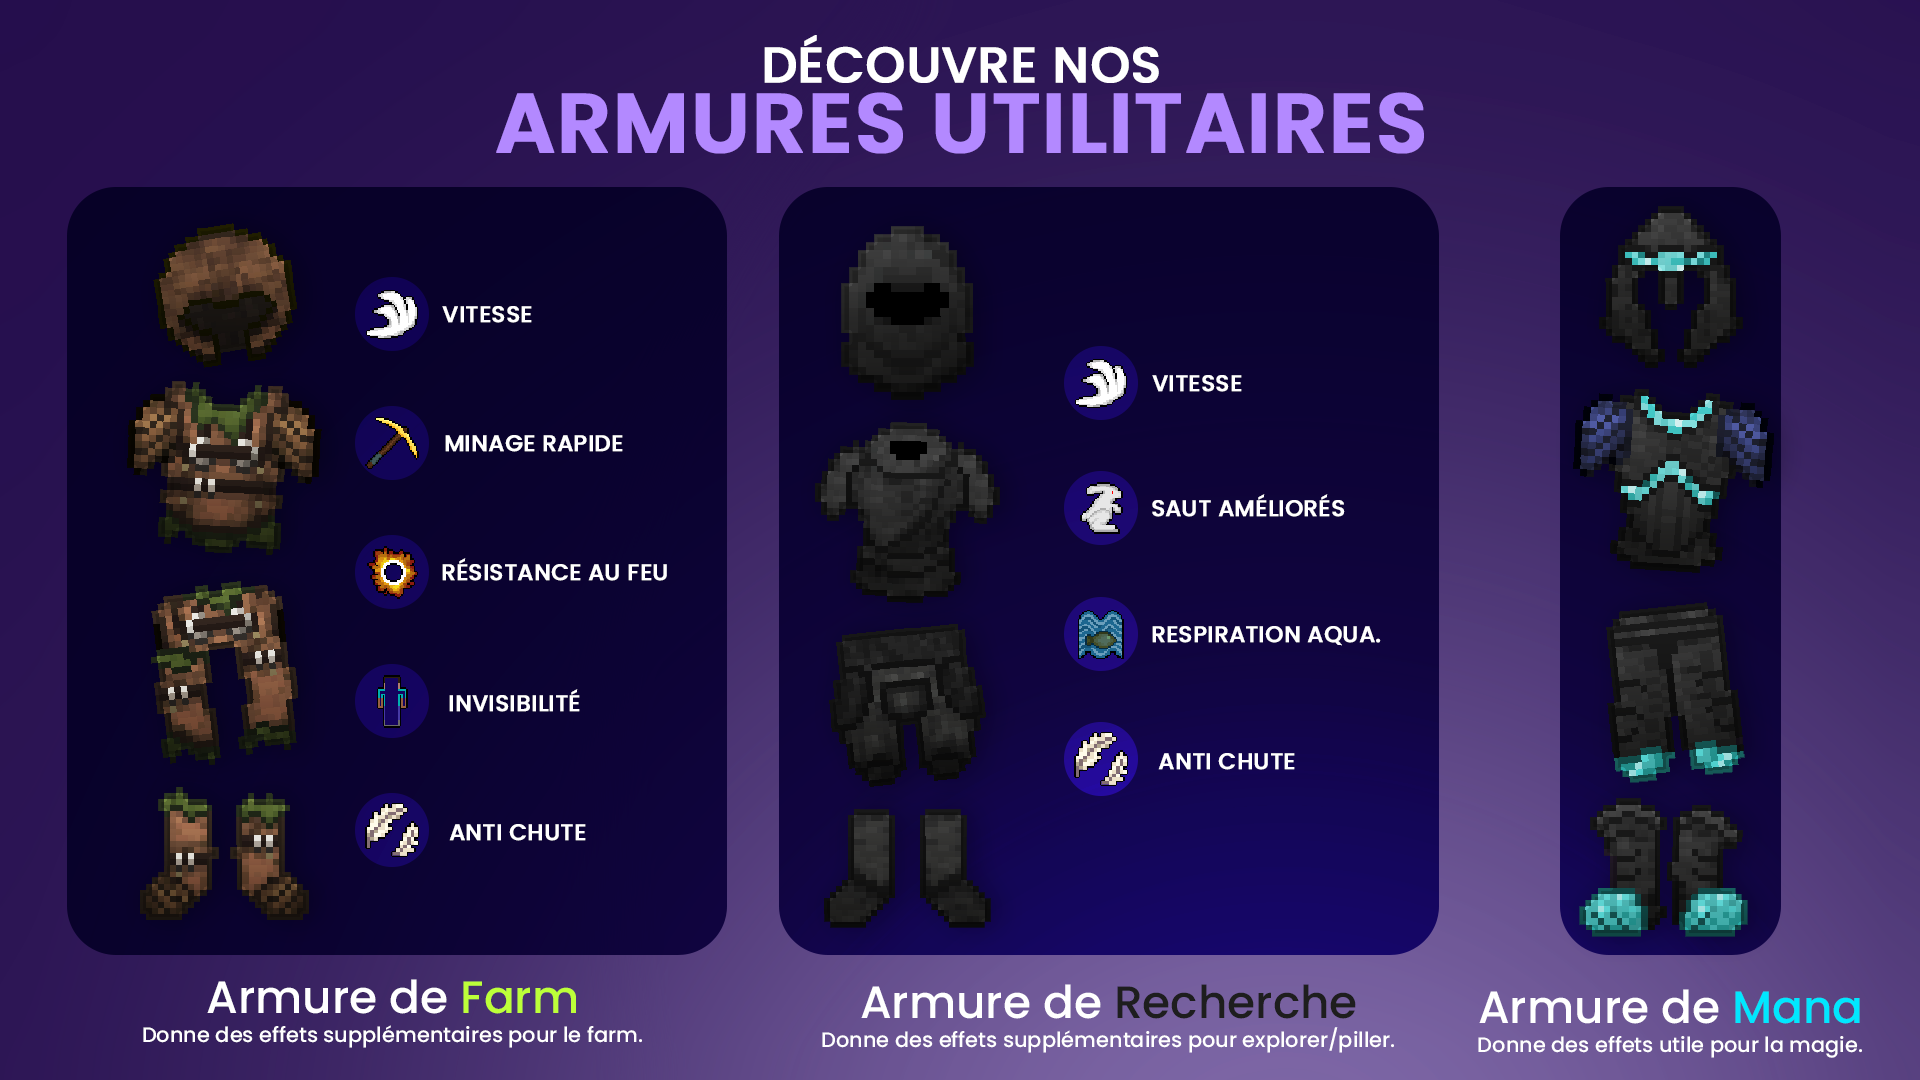 DÉCOUVRE NOS
ARMURES UTILITAIRES
VITESSE
MINAGE RAPIDE
RÉSISTANCE AU FEU
INVISIBILITÉ
ANTI CHUTE
Armure de Farm
Donne des effets supplémentaires pour le farm.
VITESSE
SAUT AMÉLIORÉS
RESPIRATION AQUA.
ANTI CHUTE
Armure de Recherche
Donne des effets supplémentaires pour explorer/piller.
Armure de Mana
Donne des effets utile pour la magie.